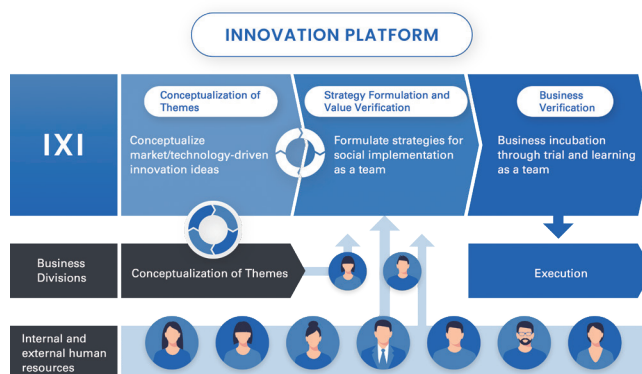 INNOVATION PLATFORM
IXI
Conceptualization of
Themes
Conceptualize
market/technology-driven
innovation ideas
Strategy Formulation and
Value Verification
Formulate strategies for
social implementation
as a team
Business
Verification
Business incubation
through trial and learning
as a team
Business
Divisions
Conceptualization of Themes
Execution
Internal and
external human
resources